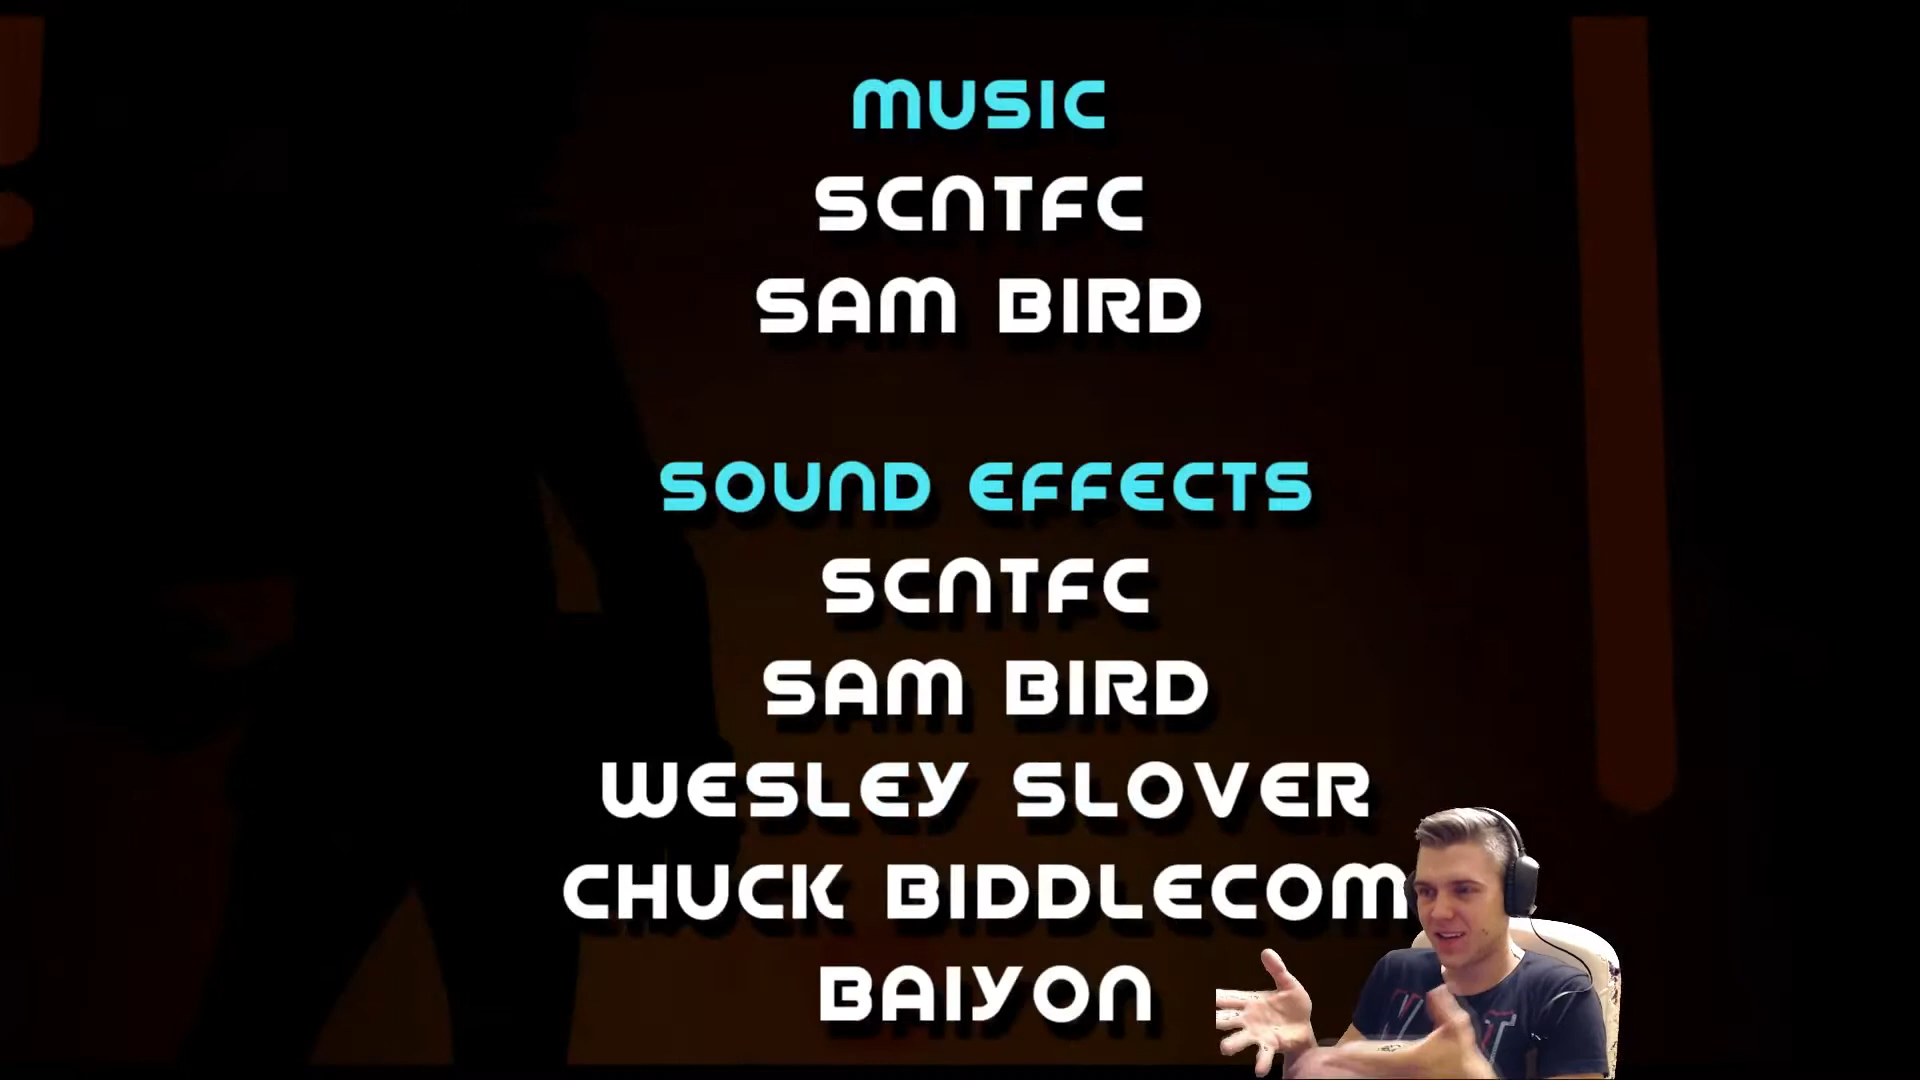 MUSIC
SCNTFC
SAM BIRD
SOUND EFFECTS
SCNTFC
SAM BIRD
WESLEY SLOVER
CHUCK BIDDLECOM
BAIYON